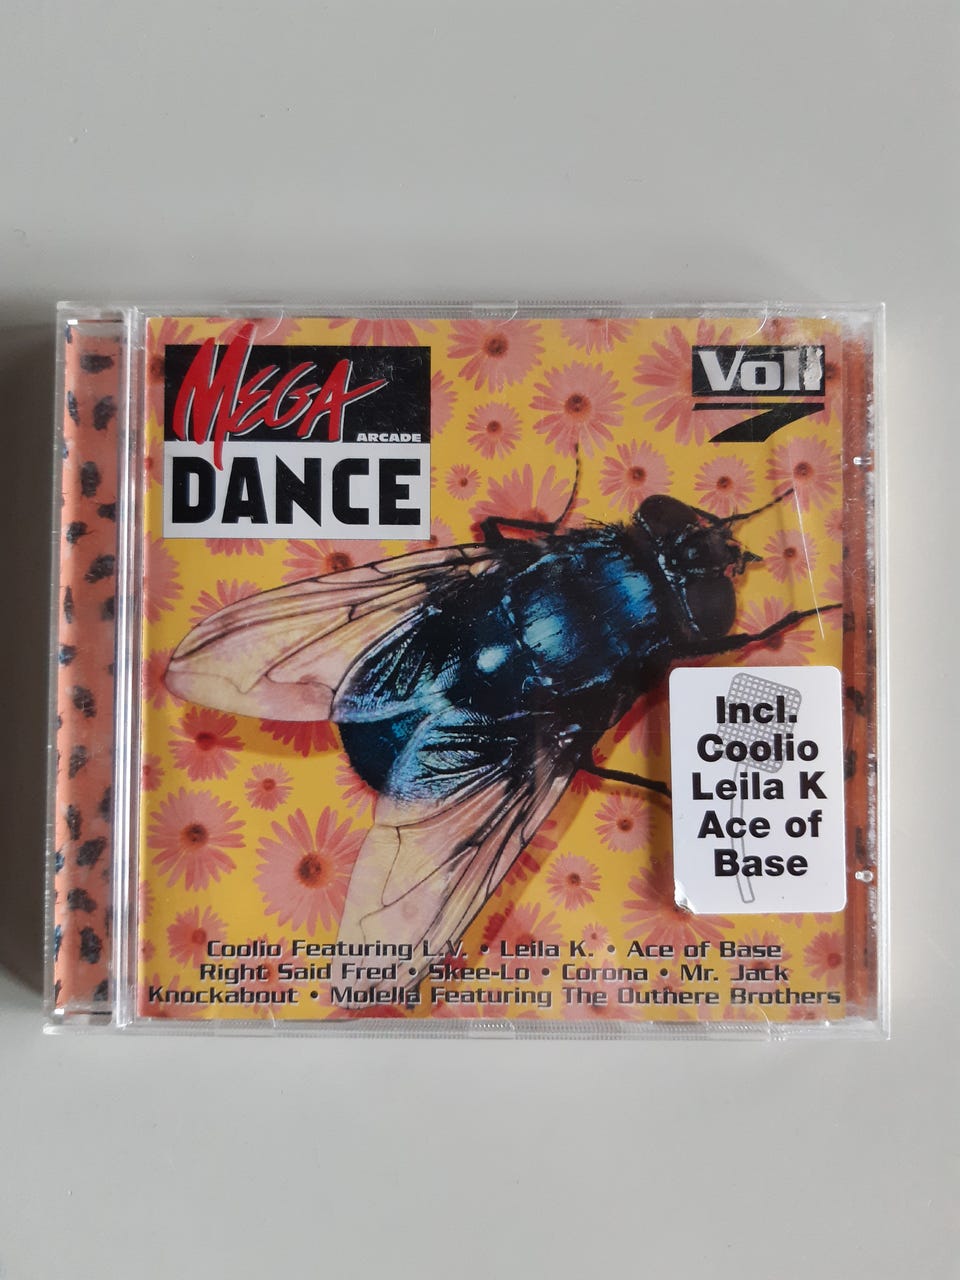 MEGA
ARCADE
DANCE
Vol
7
Incl.
Coolio
Leila K
Ace of
Base
Coolio Featuring L.V. • Leila K. • Ace of Base
Right Said Fred • Skee-Lo • Corona • Mr. Jack
Knockabout • Molella Featuring The Outhere Brothers